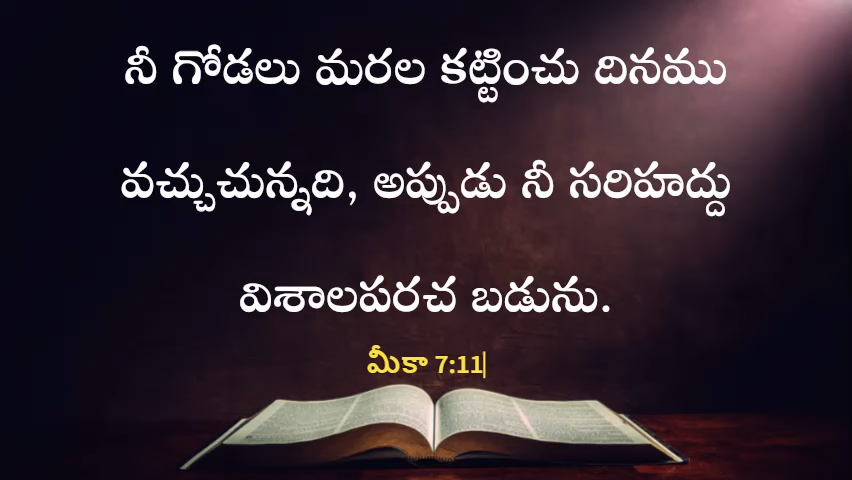 నీ గోడలు మరల కట్టించు దినము
వచ్చుచున్నది, అప్పుడు నీ సరిహద్దు
విశాలపరచ బడును.
మీకా 7:11|